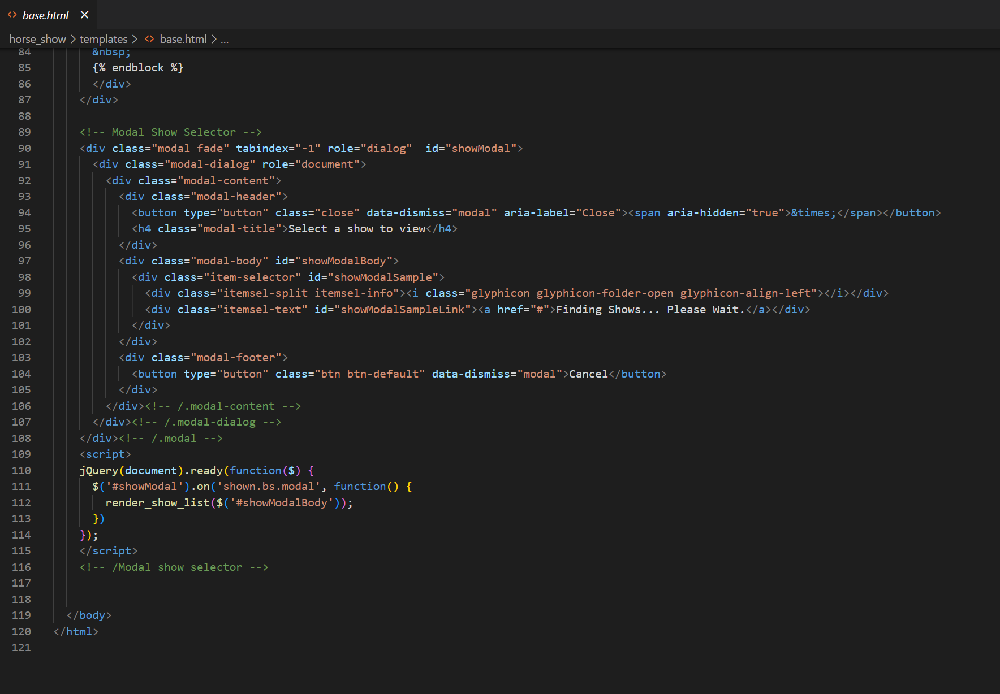 <> base.html ×
horse_show > templates > <> base.html > ...
84 &nbsp;
85 {% endblock %}
86 </div>
87 </div>
88
89 <!-- Modal Show Selector -->
90 <div class="modal fade" tabindex="-1" role="dialog"  id="showModal">
91 <div class="modal-dialog" role="document">
92 <div class="modal-content">
93 <div class="modal-header">
94 <button type="button" class="close" data-dismiss="modal" aria-label="Close"><span aria-hidden="true">&times;</span></button>
95 <h4 class="modal-title">Select a show to view</h4>
96 </div>
97 <div class="modal-body" id="showModalBody">
98 <div class="item-selector" id="showModalSample">
99 <div class="itemsel-split itemsel-info"><i class="glyphicon glyphicon-folder-open glyphicon-align-left"></i></div>
100 <div class="itemsel-text" id="showModalSampleLink"><a href="#">Finding Shows... Please Wait.</a></div>
101 </div>
102 </div>
103 <div class="modal-footer">
104 <button type="button" class="btn btn-default" data-dismiss="modal">Cancel</button>
105 </div>
106 </div><!-- /.modal-content -->
107 </div><!-- /.modal-dialog -->
108 </div><!-- /.modal -->
109 <script>
110 jQuery(document).ready(function($) {
111 $('#showModal').on('shown.bs.modal', function() {
112 render_show_list($('#showModalBody'));
113 })
114 });
115 </script>
116 <!-- /Modal show selector -->
117
118
119 </body>
120 </html>
121